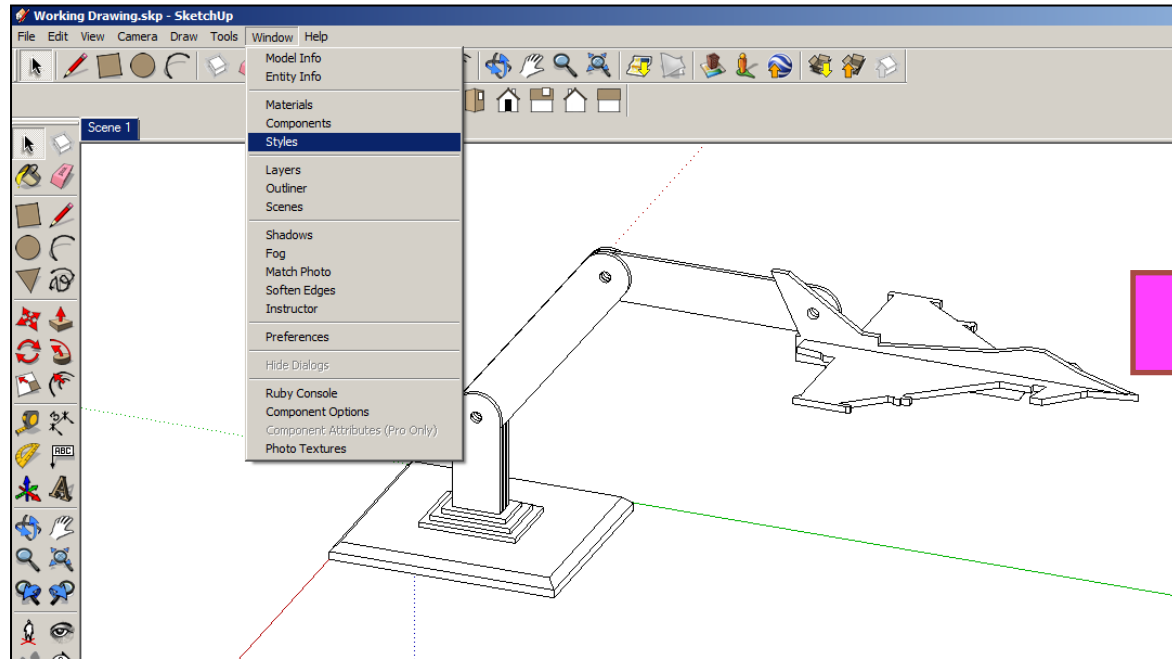 Working Drawing.skp - SketchUp
File Edit View Camera Draw Tools Window Help
Model Info
Entity Info
Materials
Components
Styles
Layers
Outliner
Scenes
Shadows
Fog
Match Photo
Soften Edges
Instructor
Preferences
Hide Dialogs
Ruby Console
Component Options
Component Attributes (Pro Only)
Photo Textures
Scene 1
ABC